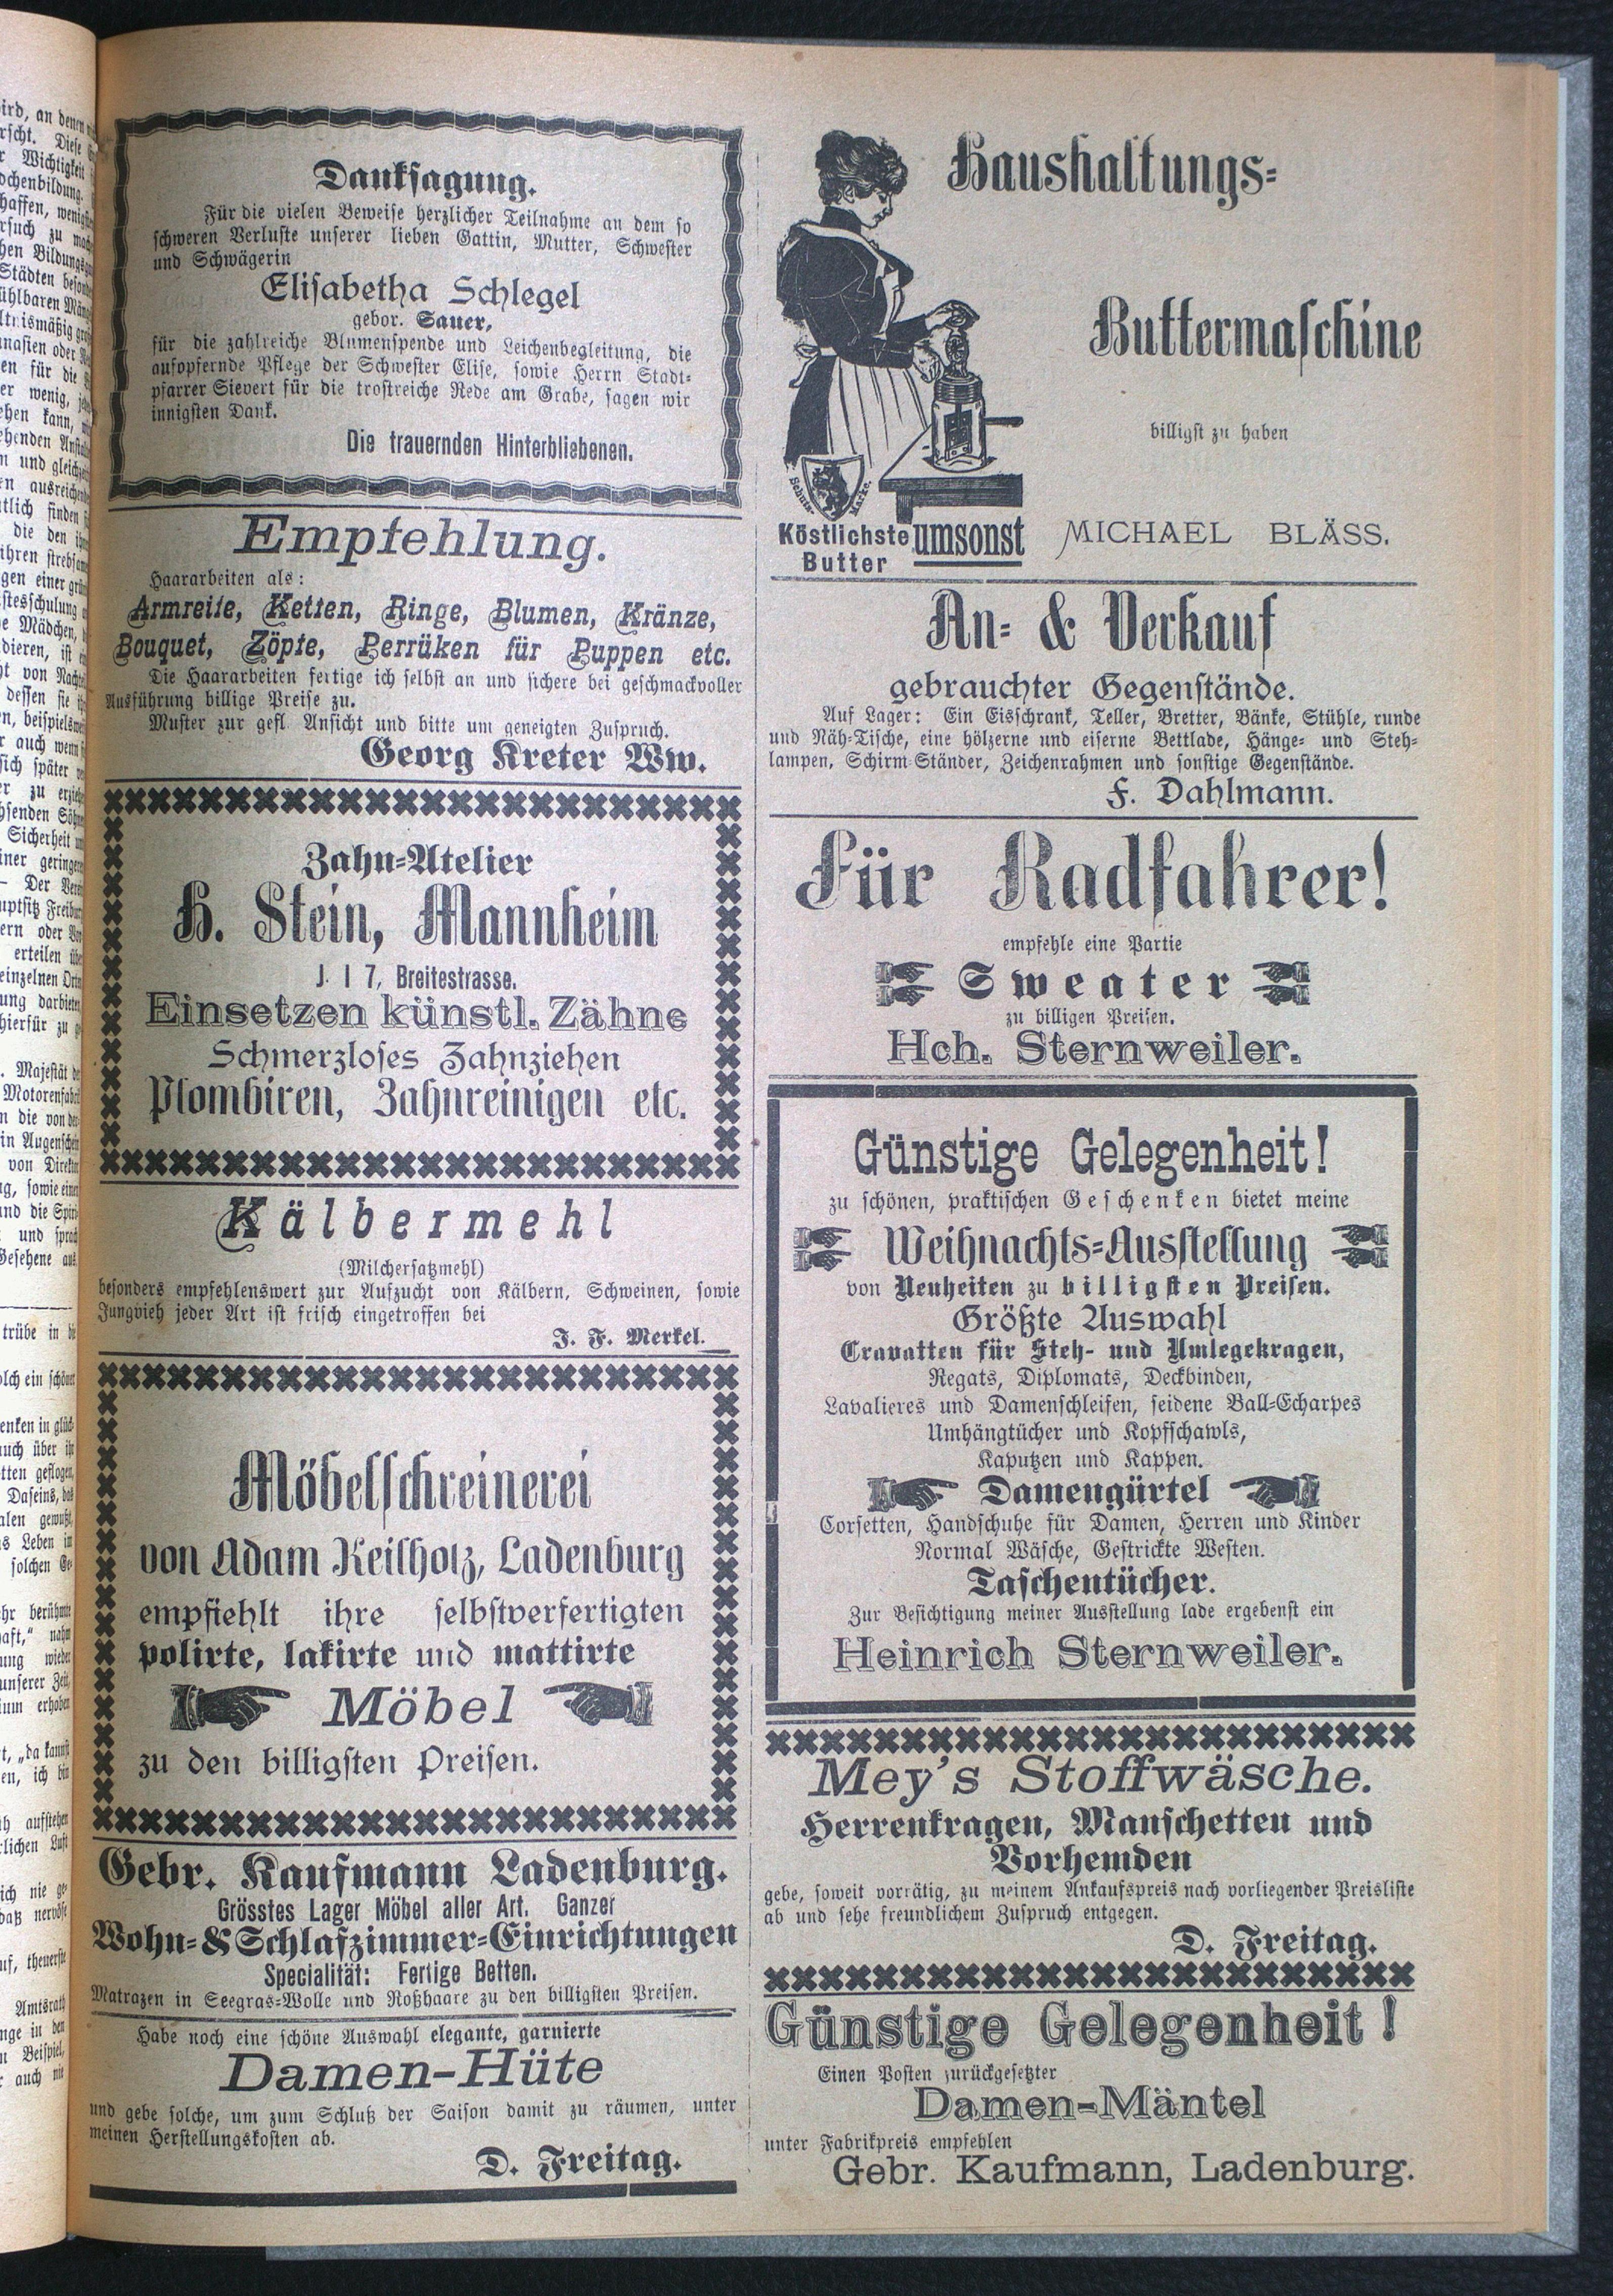 Danksagung.
Für die vielen Beweise herzlicher Teilnahme an dem so
schweren Verluste unserer lieben Gattin, Mutter, Schwester
und Schwägerin
Elisabetha Schlegel
gebor. Sauer,
für die zahlreiche Blumenspende und Leichenbegleitung, die
aufopfernde Pflege der Schwester Elise, sowie Herrn Stadt-
pfarrer Sievert für die trostreiche Rede am Grabe, sagen wir
innigsten Dank.
Die trauernden Hinterbliebenen.
Empfehlung.
Haararbeiten als:
Armreife, Ketten, Ringe, Blumen, Kränze,
Bouquet, Zöpfe, Perrüken für Puppen etc.
Die Haararbeiten fertige ich selbst an und sichere bei geschmackvoller
Ausführung billige Preise zu.
Muster zur gefl. Ansicht und bitte um geneigten Zuspruch.
Georg Kreter Ww.
Zahn-Atelier
H. Stein, Mannheim
J. 1 7, Breitestrasse.
Einsetzen künstl. Zähne
Schmerzloses Zahnziehen
Plombiren, Zahnreinigen etc.
Kälbermehl
(Milchersatzmehl)
besonders empfehlenswert zur Aufzucht von Kälbern, Schweinen, sowie
Jungvieh jeder Art ist frisch eingetroffen bei
J. F. Merkel.
Möbelschreinerei
von Adam Keilholz, Ladenburg
empfiehlt ihre selbstverfertigten
polirte, lakirte und mattirte
Möbel
zu den billigsten Preisen.
Gebr. Kaufmann Ladenburg.
Grösstes Lager Möbel aller Art. Ganzer
Wohn- & Schlafzimmer-Einrichtungen
Specialität: Fertige Betten.
Matrazen in Seegras-Wolle und Roßhaare zu den billigsten Preisen.
Habe noch eine schöne Auswahl elegante, garnierte
Damen-Hüte
und gebe solche, um zum Schluß der Saison damit zu räumen, unter
meinen Herstellungskosten ab.
D. Freitag.
Haushaltungs-
Buttermaschine
billigst zu haben
Schutz-Marke.
Köstlichste Butter umsonst
MICHAEL BLÄSS.
An- & Verkauf
gebrauchter Gegenstände.
Auf Lager: Ein Eisschrank, Teller, Bretter, Bänke, Stühle, runde
und Näh-Tische, eine hölzerne und eiserne Bettlade, Hänge- und Steh-
lampen, Schirm-Ständer, Zeichenrahmen und sonstige Gegenstände.
F. Dahlmann.
Für Radfahrer!
empfehle eine Partie
Sweater
zu billigen Preisen.
Hch. Sternweiler.
Günstige Gelegenheit!
zu schönen, praktischen Geschenken bietet meine
Weihnachts-Ausstellung
von Neuheiten zu billigsten Preisen.
Größte Auswahl
Cravatten für Steh- und Umlegekragen,
Regats, Diplomats, Deckbinden,
Lavalieres und Damenschleifen, seidene Ball-Echarpes
Umhängtücher und Kopfschawls,
Kaputzen und Kappen.
Damengürtel
Corsetten, Handschuhe für Damen, Herren und Kinder
Normal Wäsche, Gestrickte Westen.
Taschentücher.
Zur Besichtigung meiner Ausstellung lade ergebenst ein
Heinrich Sternweiler.
Mey's Stoffwäsche.
Herrenkragen, Manschetten und
Vorhemden
gebe, soweit vorrätig, zu meinem Ankaufspreis nach vorliegender Preisliste
ab und sehe freundlichem Zuspruch entgegen.
D. Freitag.
Günstige Gelegenheit!
Einen Posten zurückgesetzter
Damen-Mäntel
unter Fabrikpreis empfehlen
Gebr. Kaufmann, Ladenburg.